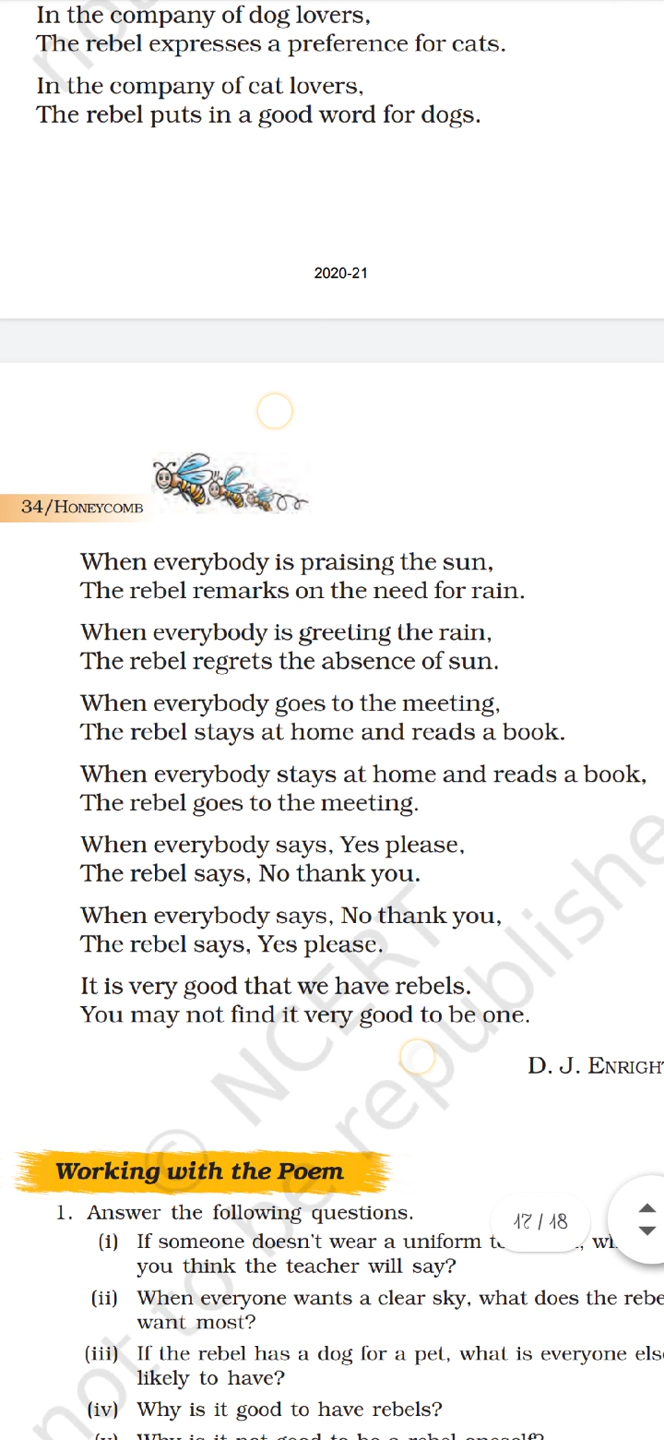 In the company of dog lovers,
The rebel expresses a preference for cats.
In the company of cat lovers,
The rebel puts in a good word for dogs.
2020-21
34/HONEYCOMB
When everybody is praising the sun,
The rebel remarks on the need for rain.
When everybody is greeting the rain,
The rebel regrets the absence of sun.
When everybody goes to the meeting,
The rebel stays at home and reads a book.
When everybody stays at home and reads a book,
The rebel goes to the meeting.
When everybody says, Yes please,
The rebel says, No thank you.
When everybody says, No thank you,
The rebel says, Yes please.
It is very good that we have rebels.
You may not find it very good to be one.
D. J. ENRIGH
© NCERT
not to be republishe
Working with the Poem
1. Answer the following questions.
17 / 18
(i) If someone doesn't wear a uniform
you think the teacher will say?
(ii) When everyone wants a clear sky, what does the rebe
want most?
(iii) If the rebel has a dog for a pet, what is everyone els
likely to have?
(iv) Why is it good to have rebels?